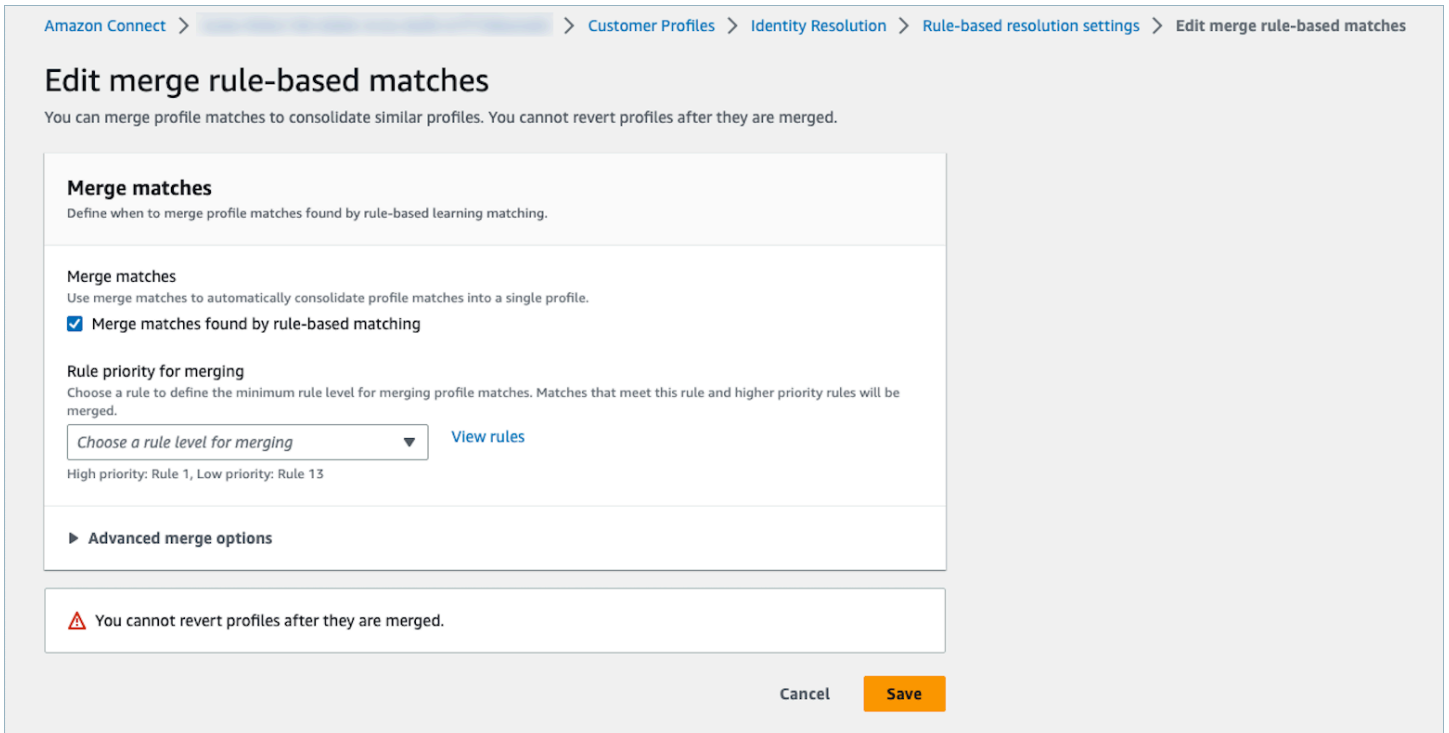 Amazon Connect > > Customer Profiles > Identity Resolution > Rule-based resolution settings > Edit merge rule-based matches
Edit merge rule-based matches
You can merge profile matches to consolidate similar profiles. You cannot revert profiles after they are merged.
Merge matches
Define when to merge profile matches found by rule-based learning matching.
Merge matches
Use merge matches to automatically consolidate profile matches into a single profile.
Merge matches found by rule-based matching
Rule priority for merging
Choose a rule to define the minimum rule level for merging profile matches. Matches that meet this rule and higher priority rules will be
merged.
Choose a rule level for merging View rules
High priority: Rule 1, Low priority: Rule 13
Advanced merge options
You cannot revert profiles after they are merged.
Cancel Save